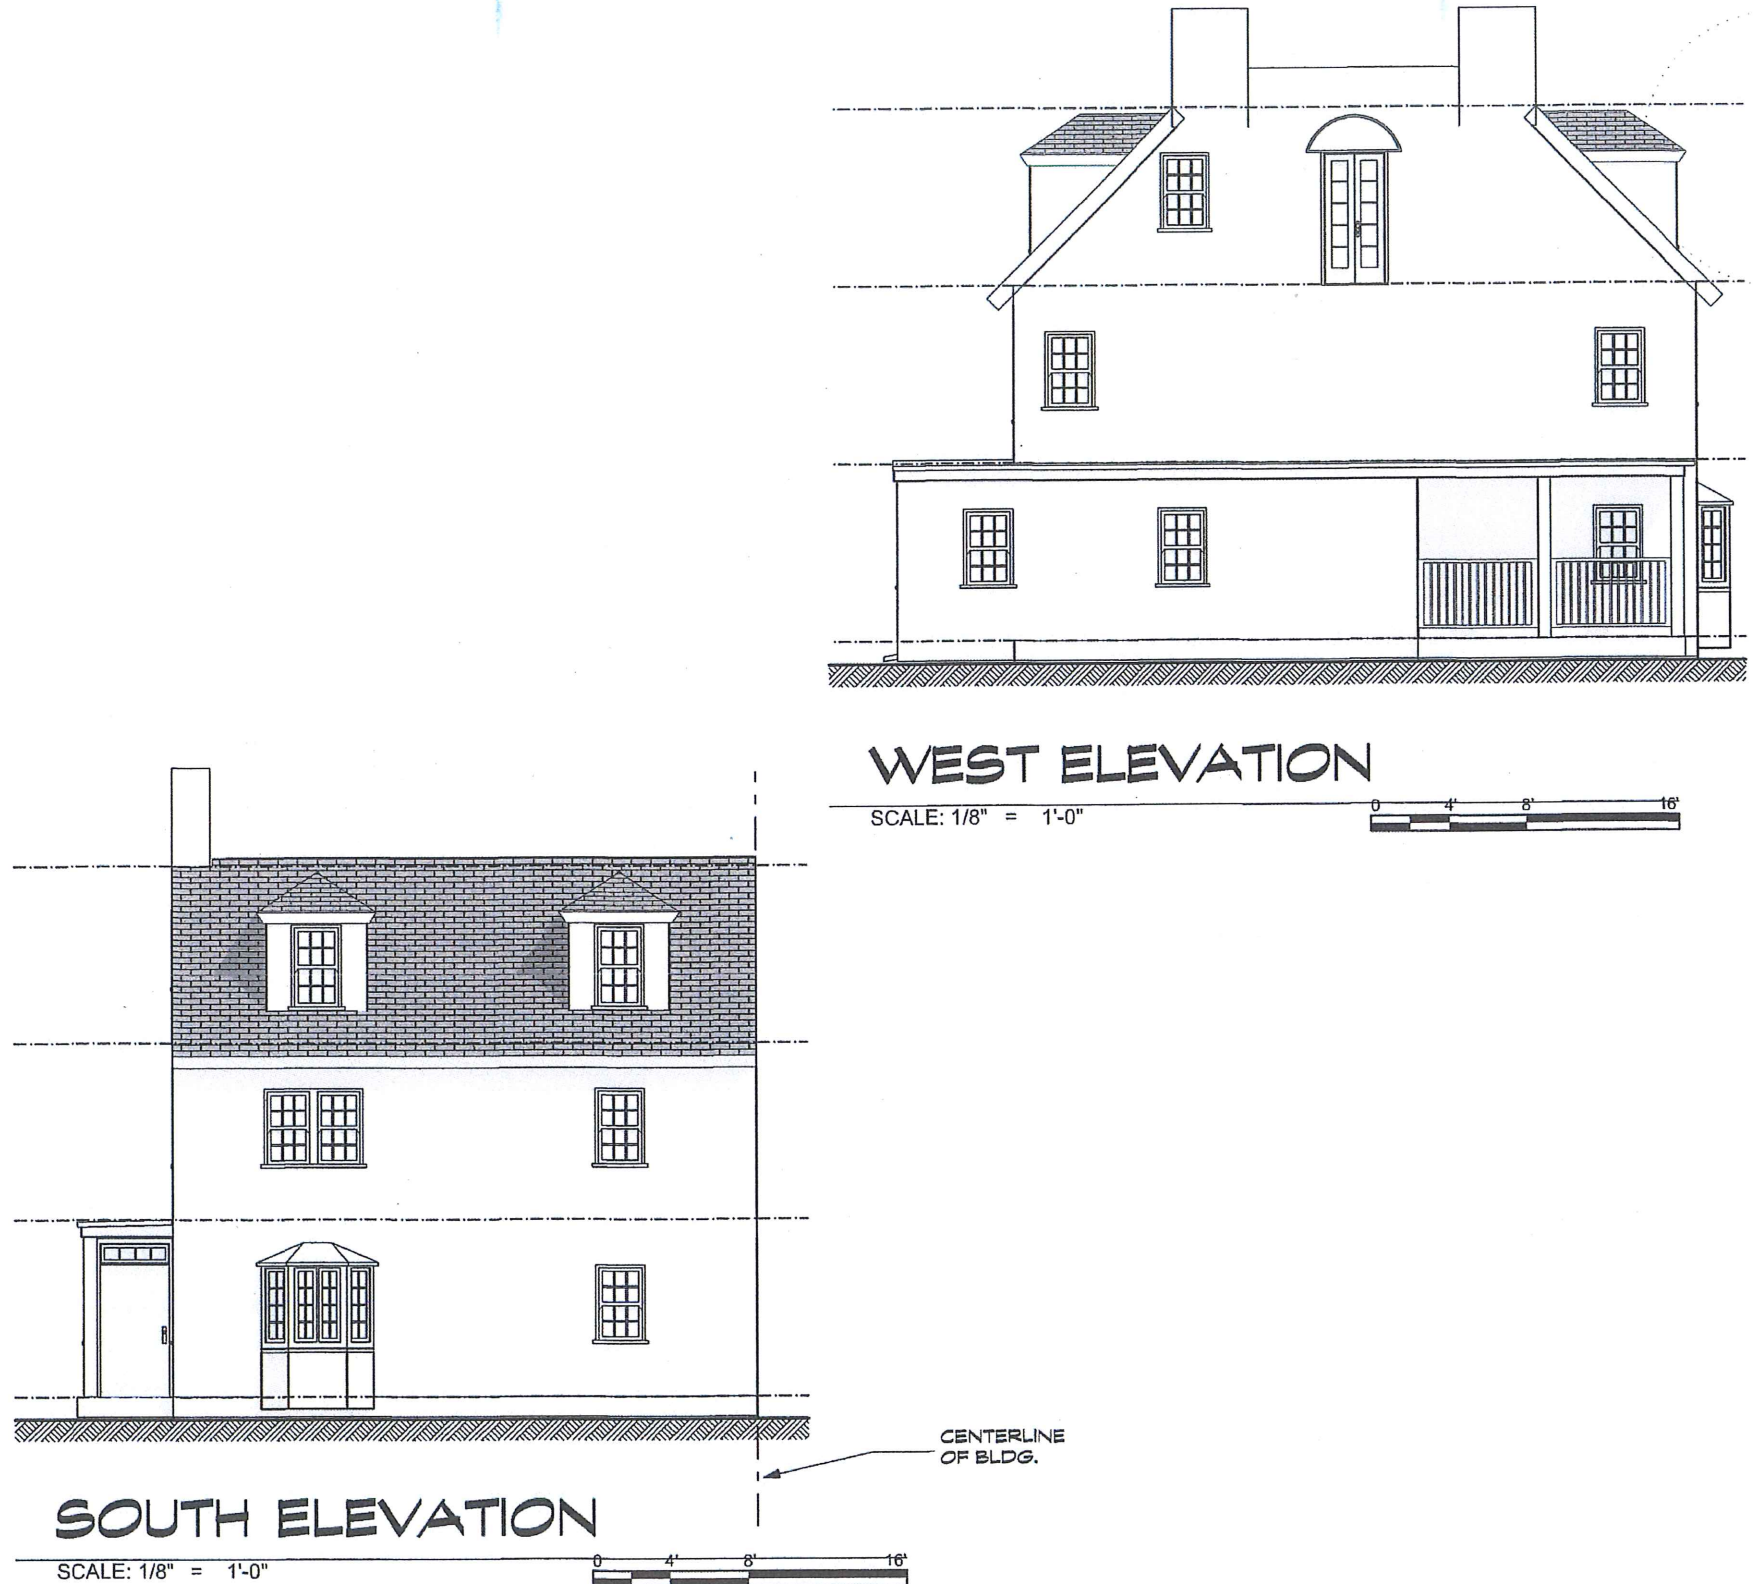 WEST ELEVATION
SCALE: 1/8" = 1'-0"
0 4' 8' 16'
CENTERLINE
OF BLDG.
SOUTH ELEVATION
SCALE: 1/8" = 1'-0"
0 4' 8' 16'